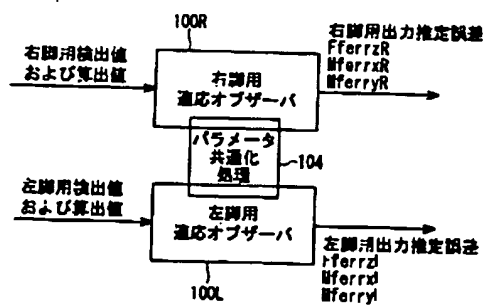 100R
右脚用検出値
および算出値
右脚用
適応オブザーバ
右脚用出力推定誤差
FferrzR
MferrxR
MferryR
パラメータ
共通化
処理
104
左脚用検出値
および算出値
左脚用
適応オブザーバ
100L
左脚用出力推定誤差
Fferrzl
Mferrxl
Mferryl